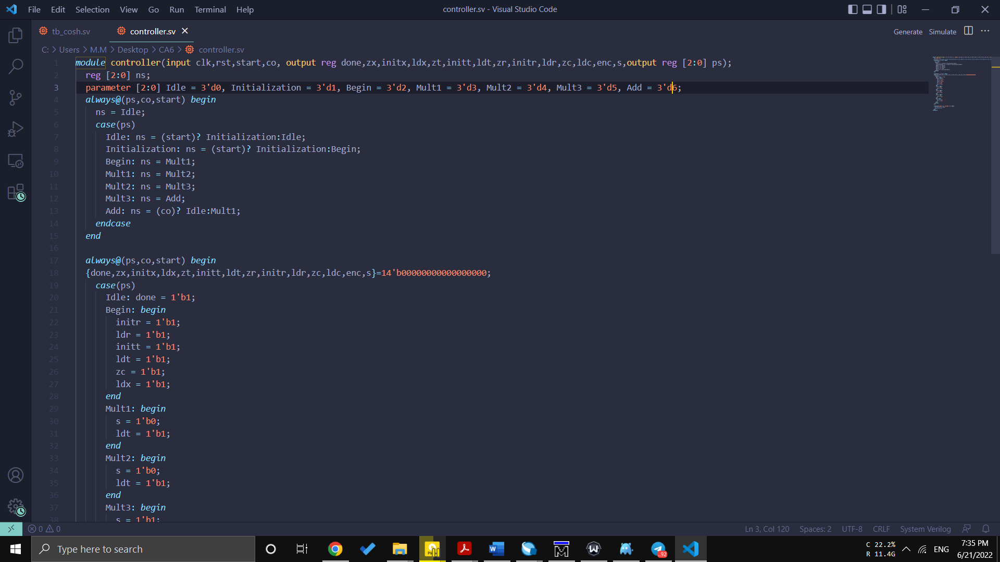 File Edit Selection View Go Run Terminal Help controller.sv - Visual Studio Code
tb_cosh.sv controller.sv Generate Simulate
C: > Users > M.M > Desktop > CA6 > controller.sv
1 module controller(input clk,rst,start,co, output reg done,zx,initx,ldx,zt,initt,ldt,zr,initr,ldr,zc,ldc,enc,s,output reg [2:0] ps);
2 reg [2:0] ns;
3 parameter [2:0] Idle = 3'd0, Initialization = 3'd1, Begin = 3'd2, Mult1 = 3'd3, Mult2 = 3'd4, Mult3 = 3'd5, Add = 3'd6;
4 always@(ps,co,start) begin
5 ns = Idle;
6 case(ps)
7 Idle: ns = (start)? Initialization:Idle;
8 Initialization: ns = (start)? Initialization:Begin;
9 Begin: ns = Mult1;
10 Mult1: ns = Mult2;
11 Mult2: ns = Mult3;
12 Mult3: ns = Add;
13 Add: ns = (co)? Idle:Mult1;
14 endcase
15 end
16
17 always@(ps,co,start) begin
18 {done,zx,initx,ldx,zt,initt,ldt,zr,initr,ldr,zc,ldc,enc,s}=14'b00000000000000000;
19 case(ps)
20 Idle: done = 1'b1;
21 Begin: begin
22 initr = 1'b1;
23 ldr = 1'b1;
24 initt = 1'b1;
25 ldt = 1'b1;
26 zc = 1'b1;
27 ldx = 1'b1;
28 end
29 Mult1: begin
30 s = 1'b0;
31 ldt = 1'b1;
32 end
33 Mult2: begin
34 s = 1'b0;
35 ldt = 1'b1;
36 end
37 Mult3: begin
38 s = 1'b1;
0 0 Ln 3, Col 120 Spaces: 2 UTF-8 CRLF System Verilog
Type here to search
C 22.2%
R 11.4G
92
ENG
7:35 PM
6/21/2022